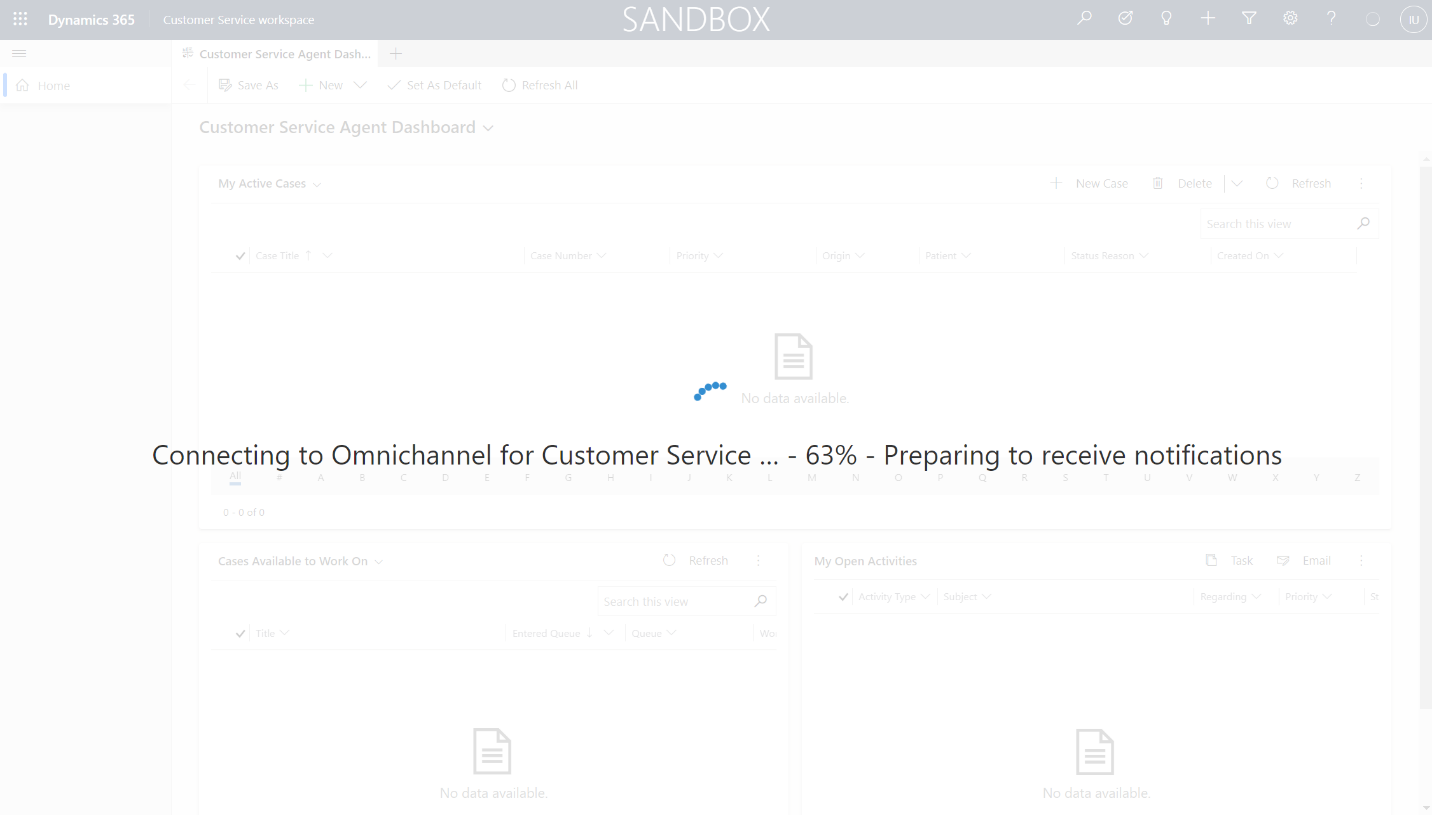 Dynamics 365 Customer Service workspace SANDBOX IU
Customer Service Agent Dash...
Home
Save As New Set As Default Refresh All
Customer Service Agent Dashboard
My Active Cases New Case Delete Refresh
Search this view
Case Title Case Number Priority Origin Patient Status Reason Created On
No data available.
Connecting to Omnichannel for Customer Service ... - 63% - Preparing to receive notifications
All # A B C D E F G H I J K L M N O P Q R S T U V W X Y Z
0 - 0 of 0
Cases Available to Work On Refresh
Search this view
Title Entered Queue Queue Wo
No data available.
My Open Activities Task Email
Activity Type Subject Regarding Priority St
No data available.